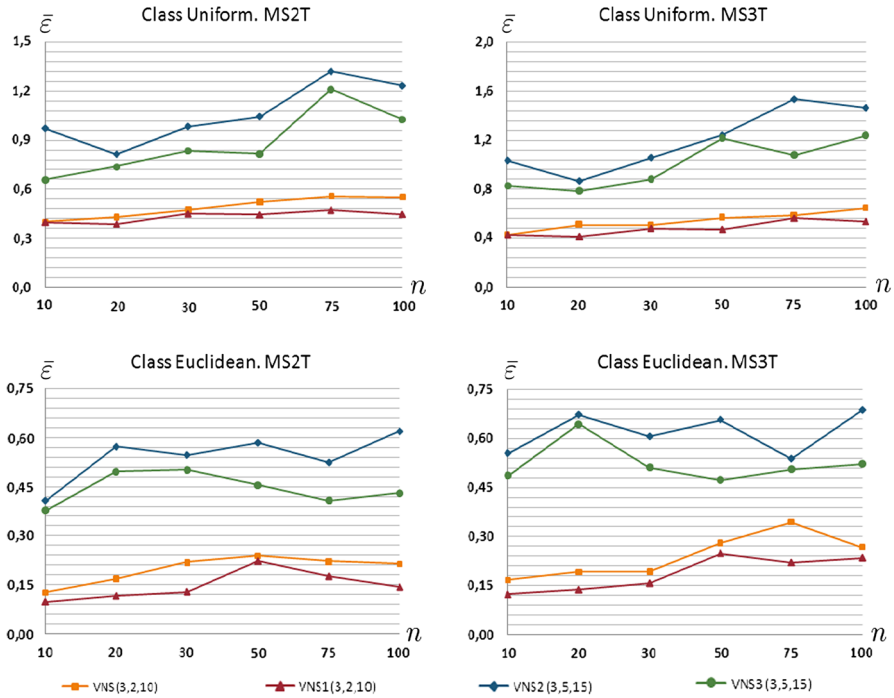 Class Uniform. MS2T
ε̅
1,5
1,2
0,9
0,6
0,3
0,0
10 20 30 50 75 100 n
Class Uniform. MS3T
ε̅
2,0
1,6
1,2
0,8
0,4
0,0
10 20 30 50 75 100 n
Class Euclidean. MS2T
ε̅
0,75
0,60
0,45
0,30
0,15
0,00
10 20 30 50 75 100 n
Class Euclidean. MS3T
ε̅
0,75
0,60
0,45
0,30
0,15
0,00
10 20 30 50 75 100 n
VNS(3,2,10) VNS1(3,2,10) VNS2(3,5,15) VNS3(3,5,15)